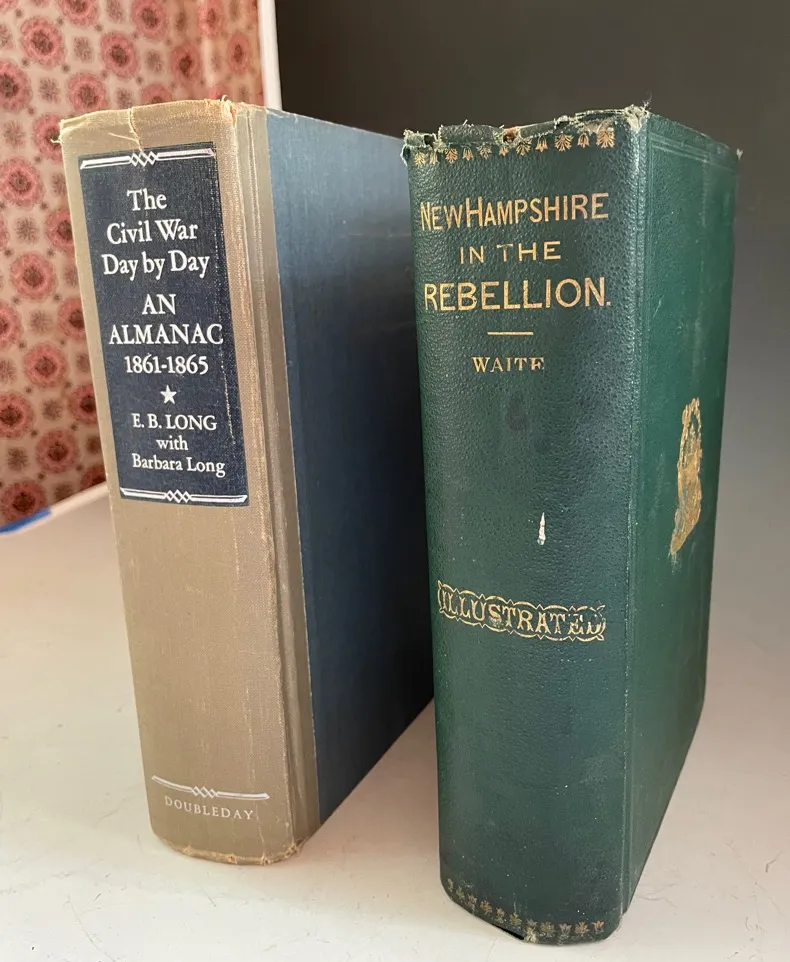 The
Civil War
Day by Day
AN
ALMANAC
1861-1865
E. B. LONG
with
Barbara Long
DOUBLEDAY
NEW HAMPSHIRE
IN THE
REBELLION.
WAITE
ILLUSTRATED